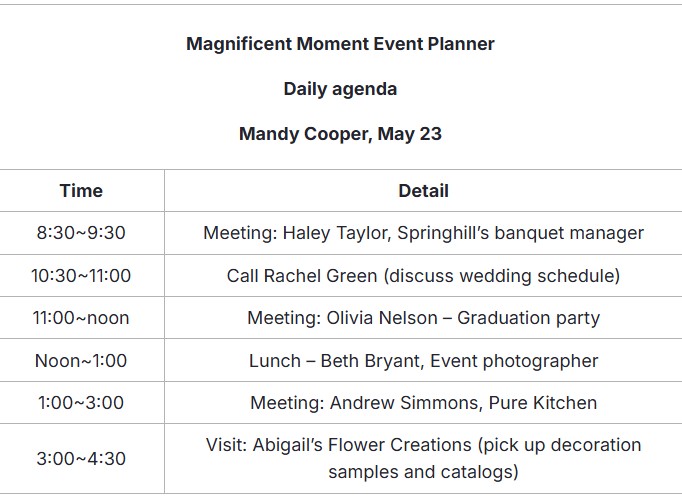 Magnificent Moment Event Planner
Daily agenda
Mandy Cooper, May 23
Time Detail
8:30~9:30 Meeting: Haley Taylor, Springhill’s banquet manager
10:30~11:00 Call Rachel Green (discuss wedding schedule)
11:00~noon Meeting: Olivia Nelson – Graduation party
Noon~1:00 Lunch – Beth Bryant, Event photographer
1:00~3:00 Meeting: Andrew Simmons, Pure Kitchen
3:00~4:30 Visit: Abigail’s Flower Creations (pick up decoration
samples and catalogs)